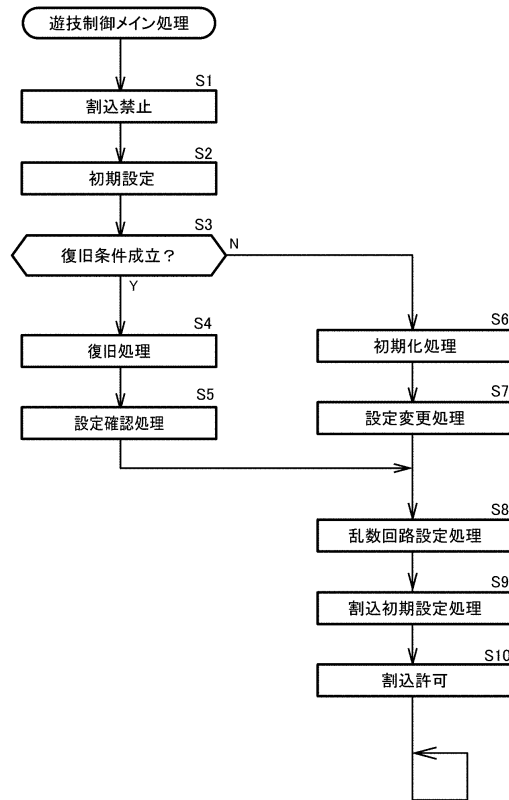 遊技制御メイン処理
S1
割込禁止
S2
初期設定
S3
復旧条件成立？
N
Y
S4
復旧処理
S5
設定確認処理
S6
初期化処理
S7
設定変更処理
S8
乱数回路設定処理
S9
割込初期設定処理
S10
割込許可